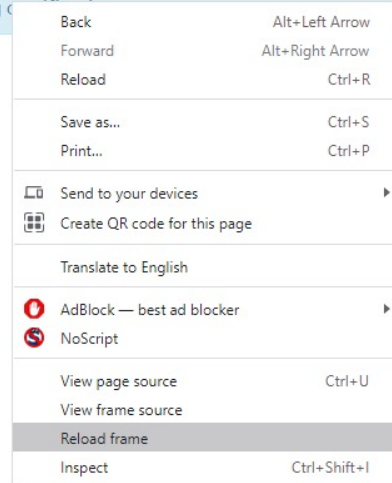 Back Alt+Left Arrow
Forward Alt+Right Arrow
Reload Ctrl+R
Save as... Ctrl+S
Print... Ctrl+P
Send to your devices
Create QR code for this page
Translate to English
AdBlock — best ad blocker
NoScript
View page source Ctrl+U
View frame source
Reload frame
Inspect Ctrl+Shift+I